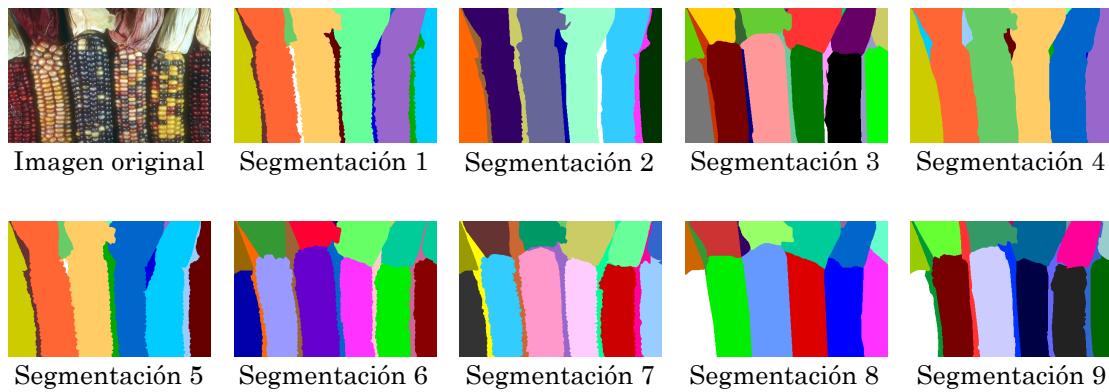 Imagen original
Segmentación 1
Segmentación 2
Segmentación 3
Segmentación 4
Segmentación 5
Segmentación 6
Segmentación 7
Segmentación 8
Segmentación 9